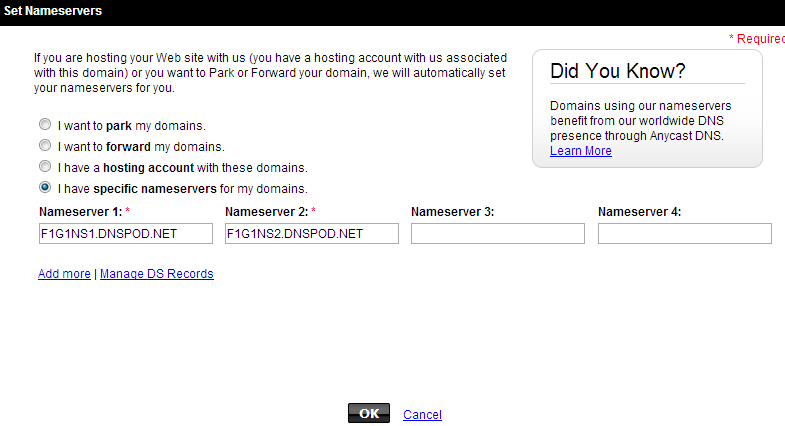 Set Nameservers
* Required
If you are hosting your Web site with us (you have a hosting account with us associated
with this domain) or you want to Park or Forward your domain, we will automatically set
your nameservers for you.
Did You Know?
Domains using our nameservers
benefit from our worldwide DNS
presence through Anycast DNS.
Learn More
I want to park my domains.
I want to forward my domains.
I have a hosting account with these domains.
I have specific nameservers for my domains.
Nameserver 1: * Nameserver 2: * Nameserver 3: Nameserver 4:
F1G1NS1.DNSPOD.NET F1G1NS2.DNSPOD.NET
Add more | Manage DS Records
OK Cancel